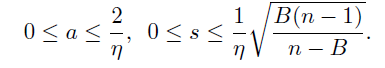 0 ≤ a ≤ 2/η, 0 ≤ s ≤ 1/η √(B(n − 1)/(n − B)).